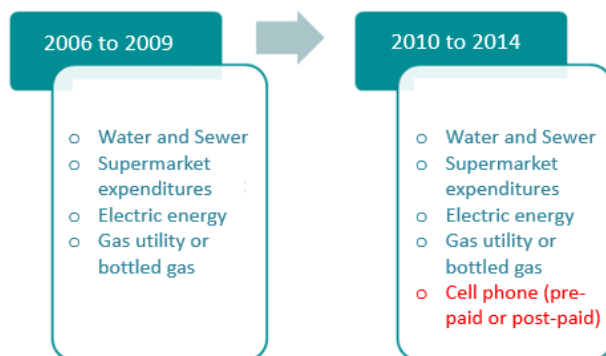 2006 to 2009
o Water and Sewer
o Supermarket
expenditures
o Electric energy
o Gas utility or
bottled gas
2010 to 2014
o Water and Sewer
o Supermarket
expenditures
o Electric energy
o Gas utility or
bottled gas
o Cell phone (pre-
paid or post-paid)